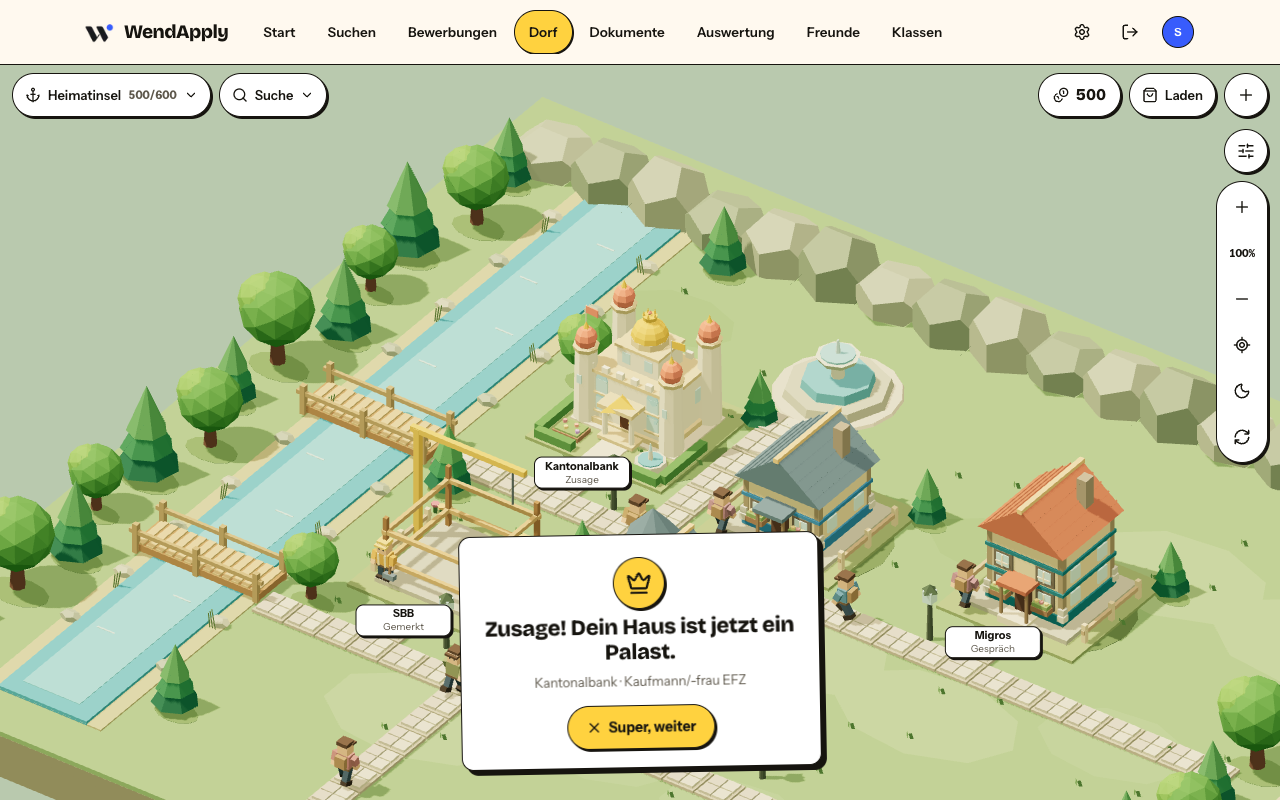 WendApply
Start
Suchen
Bewerbungen
Dorf
Dokumente
Auswertung
Freunde
Klassen
S
Heimatinsel 500/600
Suche
500
Laden
100%
Kantonalbank
Zusage
SBB
Gemerkt
Migros
Gespräch
Zusage! Dein Haus ist jetzt ein
Palast.
Kantonalbank · Kaufmann/-frau EFZ
Super, weiter